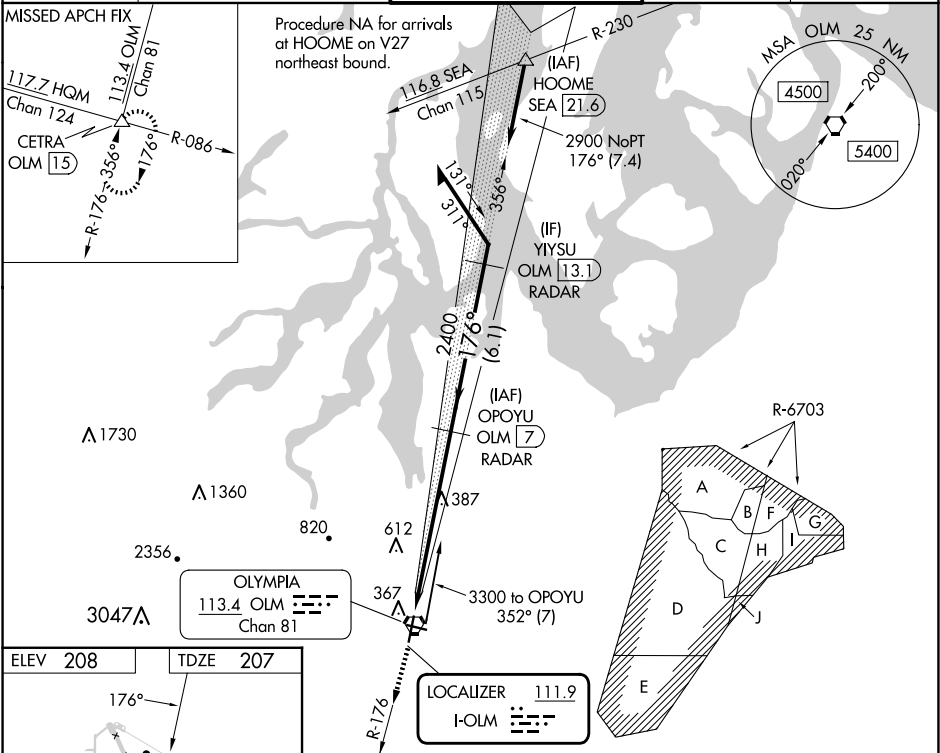 MISSED APCH FIX
117.7 HQM
Chan 124
113.4 OLM
Chan 81
CETRA
OLM 15
R-086
356°
176°
R-176
Procedure NA for arrivals
at HOOME on V27
northeast bound.
R-230
116.8 SEA
Chan 115
(IAF)
HOOME
SEA 21.6
2900 NoPT
176° (7.4)
131°
311°
356°
(IF)
YIYSU
OLM 13.1
RADAR
2400
176°
(6.1)
(IAF)
OPOYU
OLM 7
RADAR
MSA OLM 25 NM
4500
200°
5400
020°
1730
1360
387
820
612
2356
367
3047
OLYMPIA
113.4 OLM
Chan 81
3300 to OPOYU
352° (7)
R-6703
A
B
F
G
C
H
I
D
J
E
LOCALIZER 111.9
I-OLM
R-176
ELEV 208
TDZE 207
176°